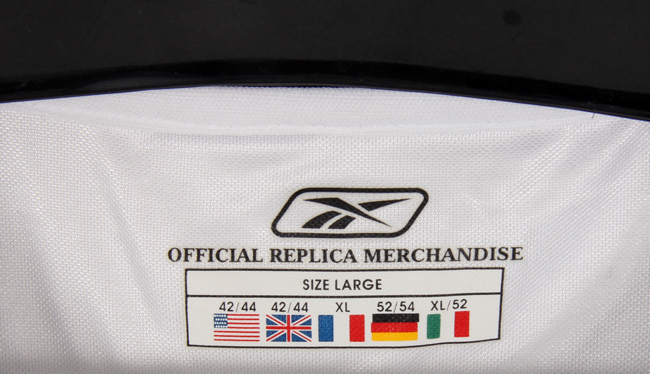 OFFICIAL REPLICA MERCHANDISE
SIZE LARGE
42/44 42/44 XL 52/54 XL/52